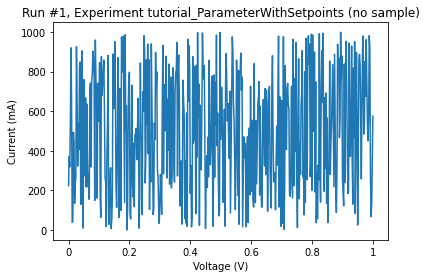 Run #1, Experiment tutorial_ParameterWithSetpoints (no sample)
1000
800
600
400
200
0
Current (mA)
0 0.2 0.4 0.6 0.8 1
Voltage (V)